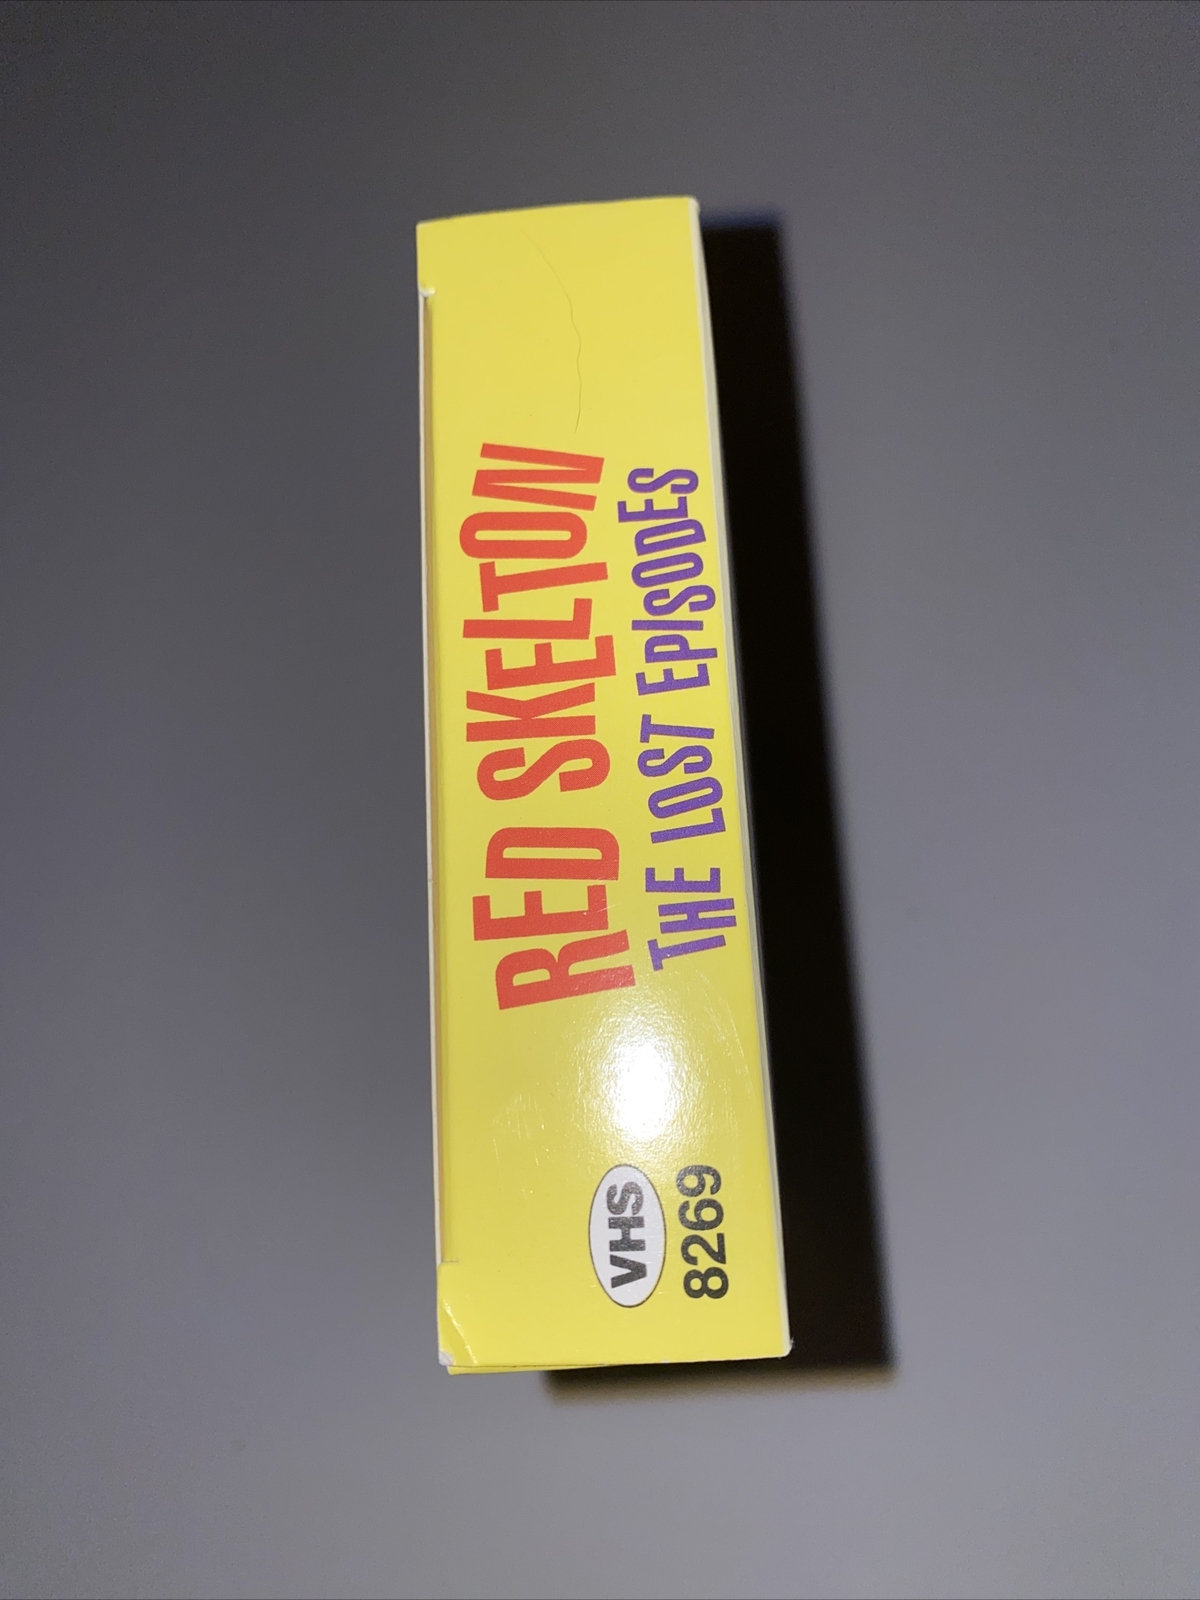 RED SKELTON
THE LOST EPISODES
VHS
8269